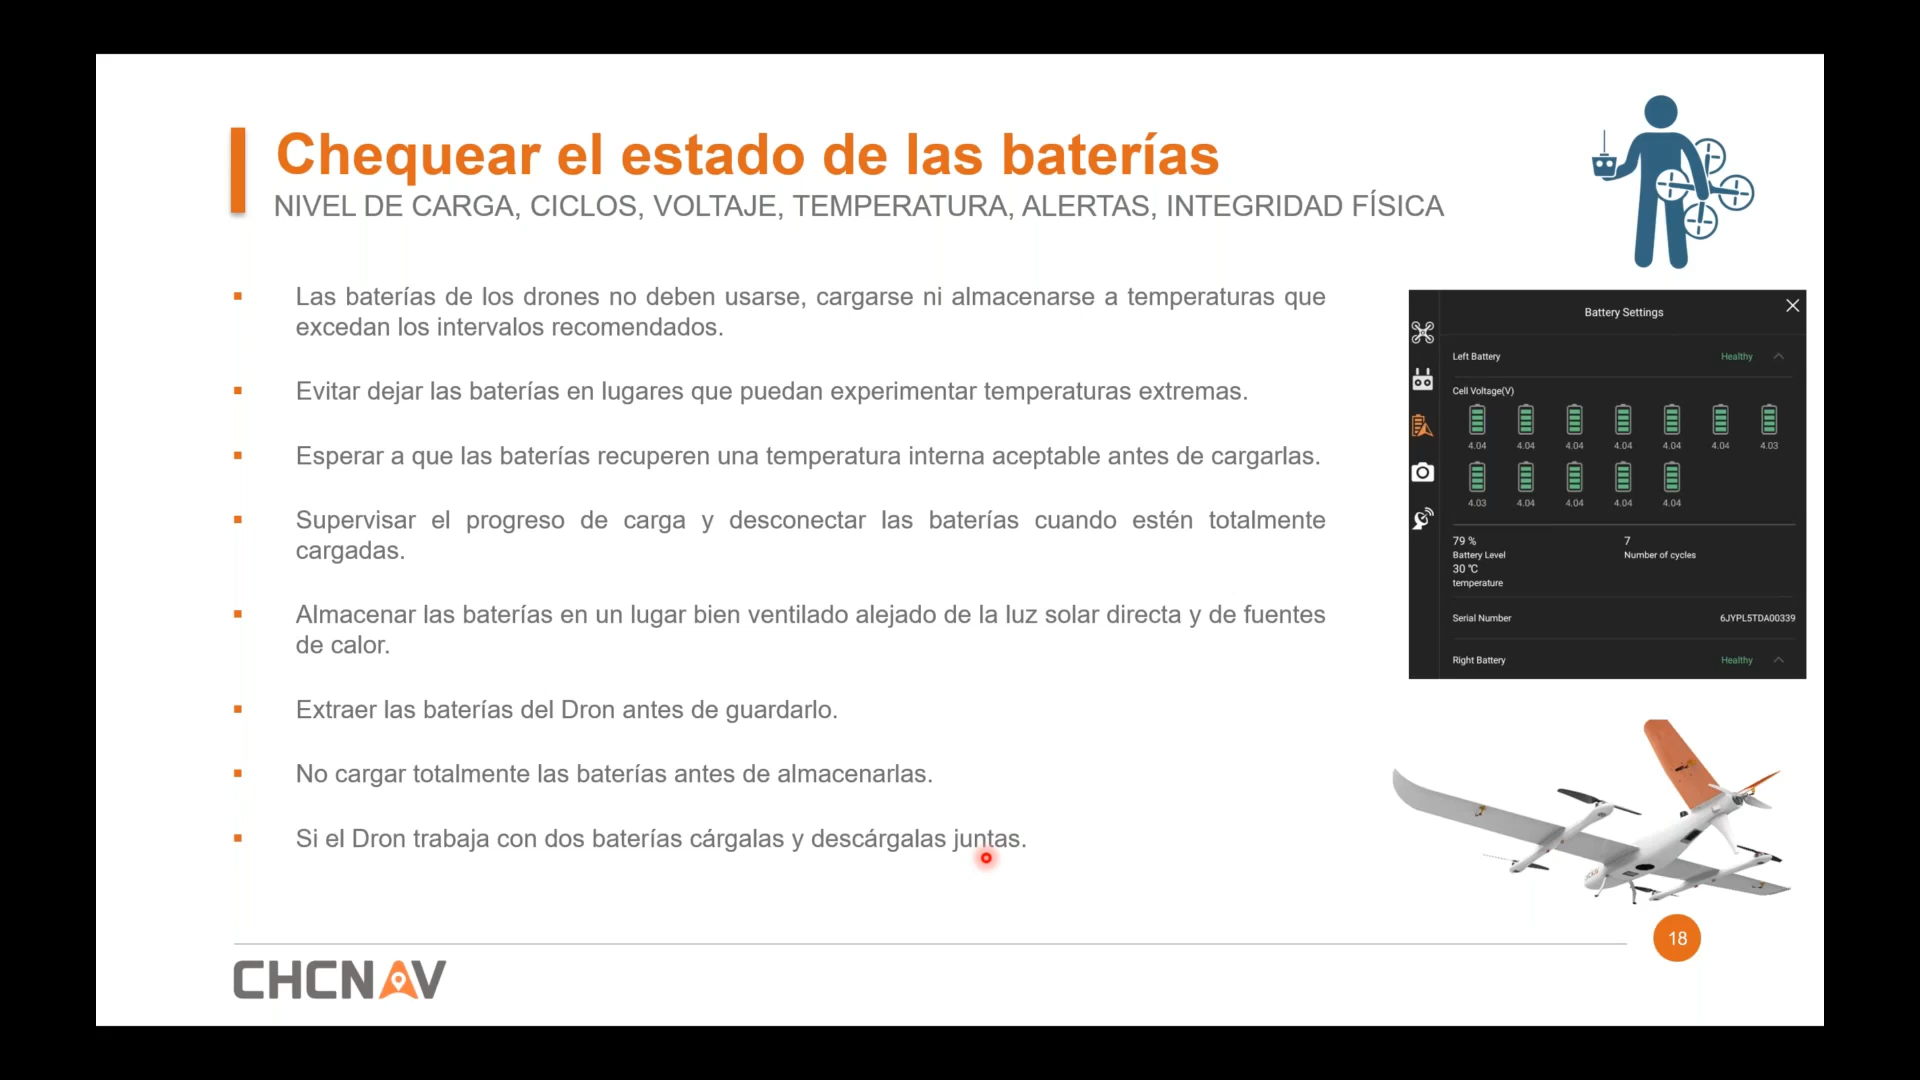 Chequear el estado de las baterías
NIVEL DE CARGA, CICLOS, VOLTAJE, TEMPERATURA, ALERTAS, INTEGRIDAD FÍSICA
Las baterías de los drones no deben usarse, cargarse ni almacenarse a temperaturas que
excedan los intervalos recomendados.
Evitar dejar las baterías en lugares que puedan experimentar temperaturas extremas.
Esperar a que las baterías recuperen una temperatura interna aceptable antes de cargarlas.
Supervisar el progreso de carga y desconectar las baterías cuando estén totalmente
cargadas.
Almacenar las baterías en un lugar bien ventilado alejado de la luz solar directa y de fuentes
de calor.
Extraer las baterías del Dron antes de guardarlo.
No cargar totalmente las baterías antes de almacenarlas.
Si el Dron trabaja con dos baterías cárgalas y descárgalas juntas.
Battery Settings
Left Battery Healthy
Cell Voltage(V)
4.04 4.04 4.04 4.04 4.04 4.04 4.03
4.03 4.04 4.04 4.04 4.04
79 % 7
Battery Level Number of cycles
30 °C
temperature
Serial Number 6JYPL5TDA00339
Right Battery Healthy
18
CHCNAV